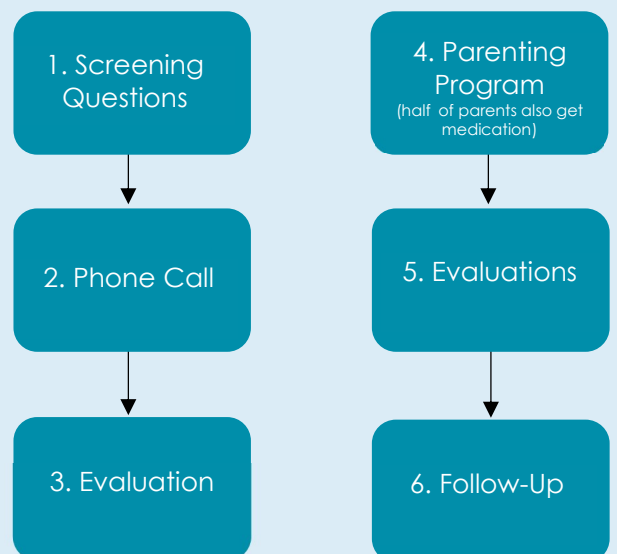 1. Screening
Questions
2. Phone Call
3. Evaluation
4. Parenting
Program
(half of parents also get
medication)
5. Evaluations
6. Follow-Up